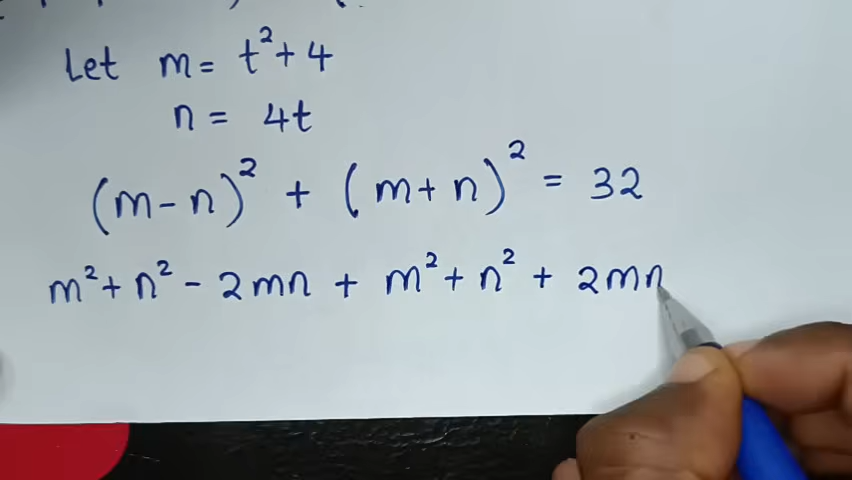 Let m = t² + 4
n = 4t
(m - n)² + (m + n)² = 32
m² + n² - 2mn + m² + n² + 2mn